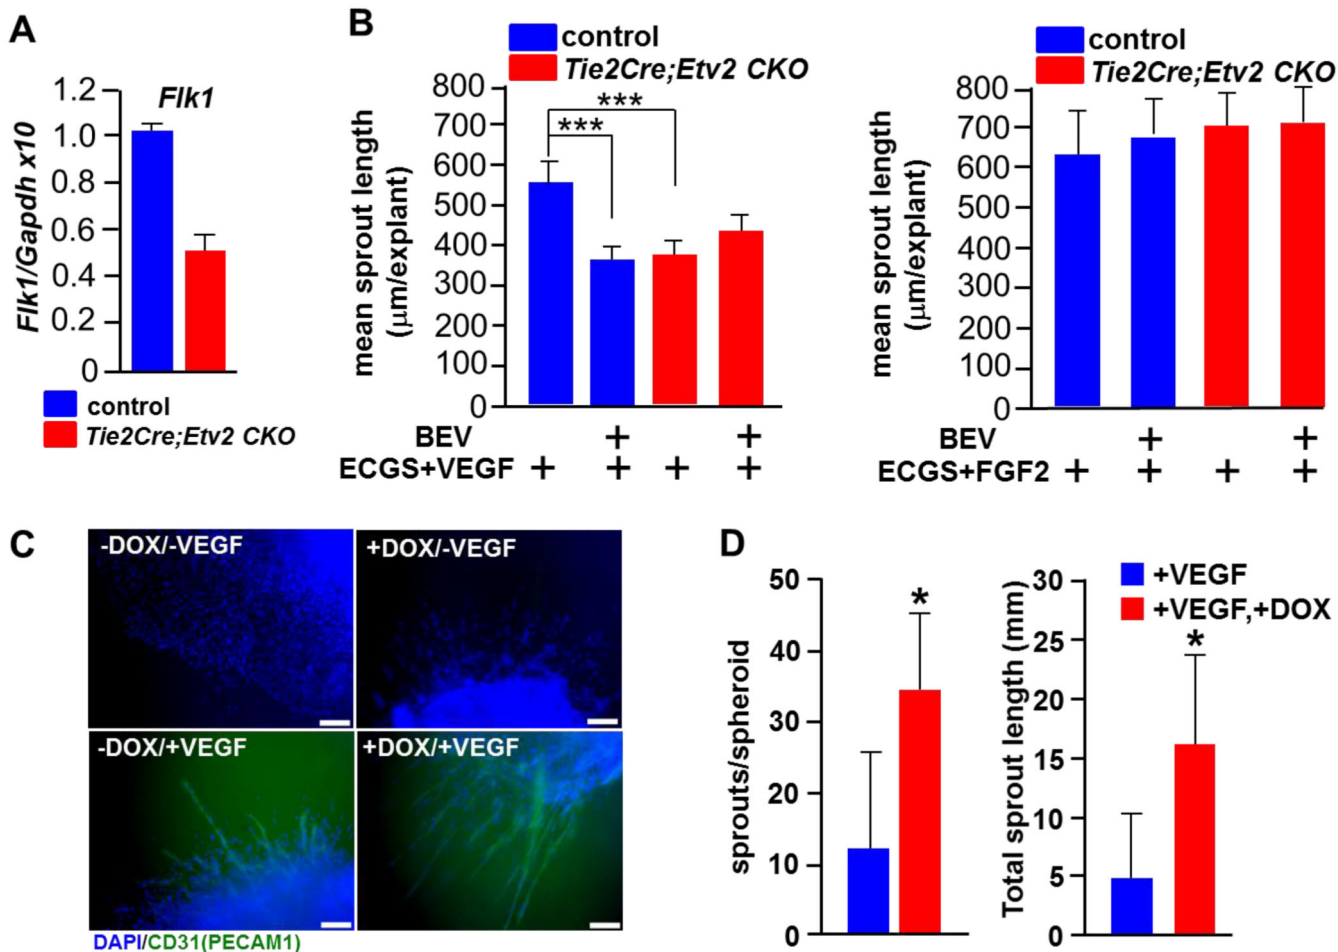 A
Flk1
1.2
1.0
0.8
0.6
0.4
0.2
0
Flk1/Gapdh x10
control
Tie2Cre;Etv2 CKO
B
control
Tie2Cre;Etv2 CKO
***
***
800
700
600
500
400
300
200
100
0
mean sprout length
(μm/explant)
BEV + +
ECGS+VEGF + + + +
control
Tie2Cre;Etv2 CKO
800
700
600
500
400
300
200
100
0
mean sprout length
(μm/explant)
BEV + +
ECGS+FGF2 + + + +
C
-DOX/-VEGF
+DOX/-VEGF
-DOX/+VEGF
+DOX/+VEGF
DAPI/CD31(PECAM1)
D
50
40
30
20
10
0
sprouts/spheroid
*
30
25
20
15
10
5
0
Total sprout length (mm)
*
+VEGF
+VEGF,+DOX